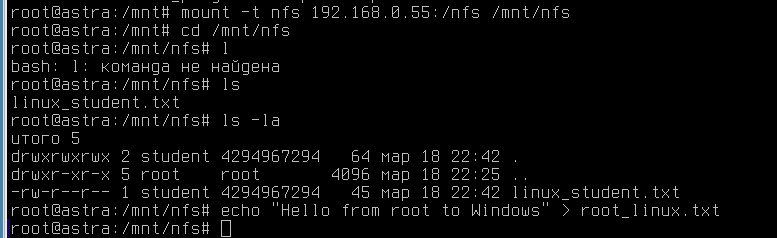 root@astra:/mnt# mount -t nfs 192.168.0.55:/nfs /mnt/nfs
root@astra:/mnt# cd /mnt/nfs
root@astra:/mnt/nfs# l
bash: l: команда не найдена
root@astra:/mnt/nfs# ls
linux_student.txt
root@astra:/mnt/nfs# ls -la
итого 5
drwxrwxrwx 2 student 4294967294   64 мар 18 22:42 .
drwxr-xr-x 5 root    root       4096 мар 18 22:25 ..
-rw-r--r-- 1 student 4294967294   45 мар 18 22:42 linux_student.txt
root@astra:/mnt/nfs# echo "Hello from root to Windows" > root_linux.txt
root@astra:/mnt/nfs#